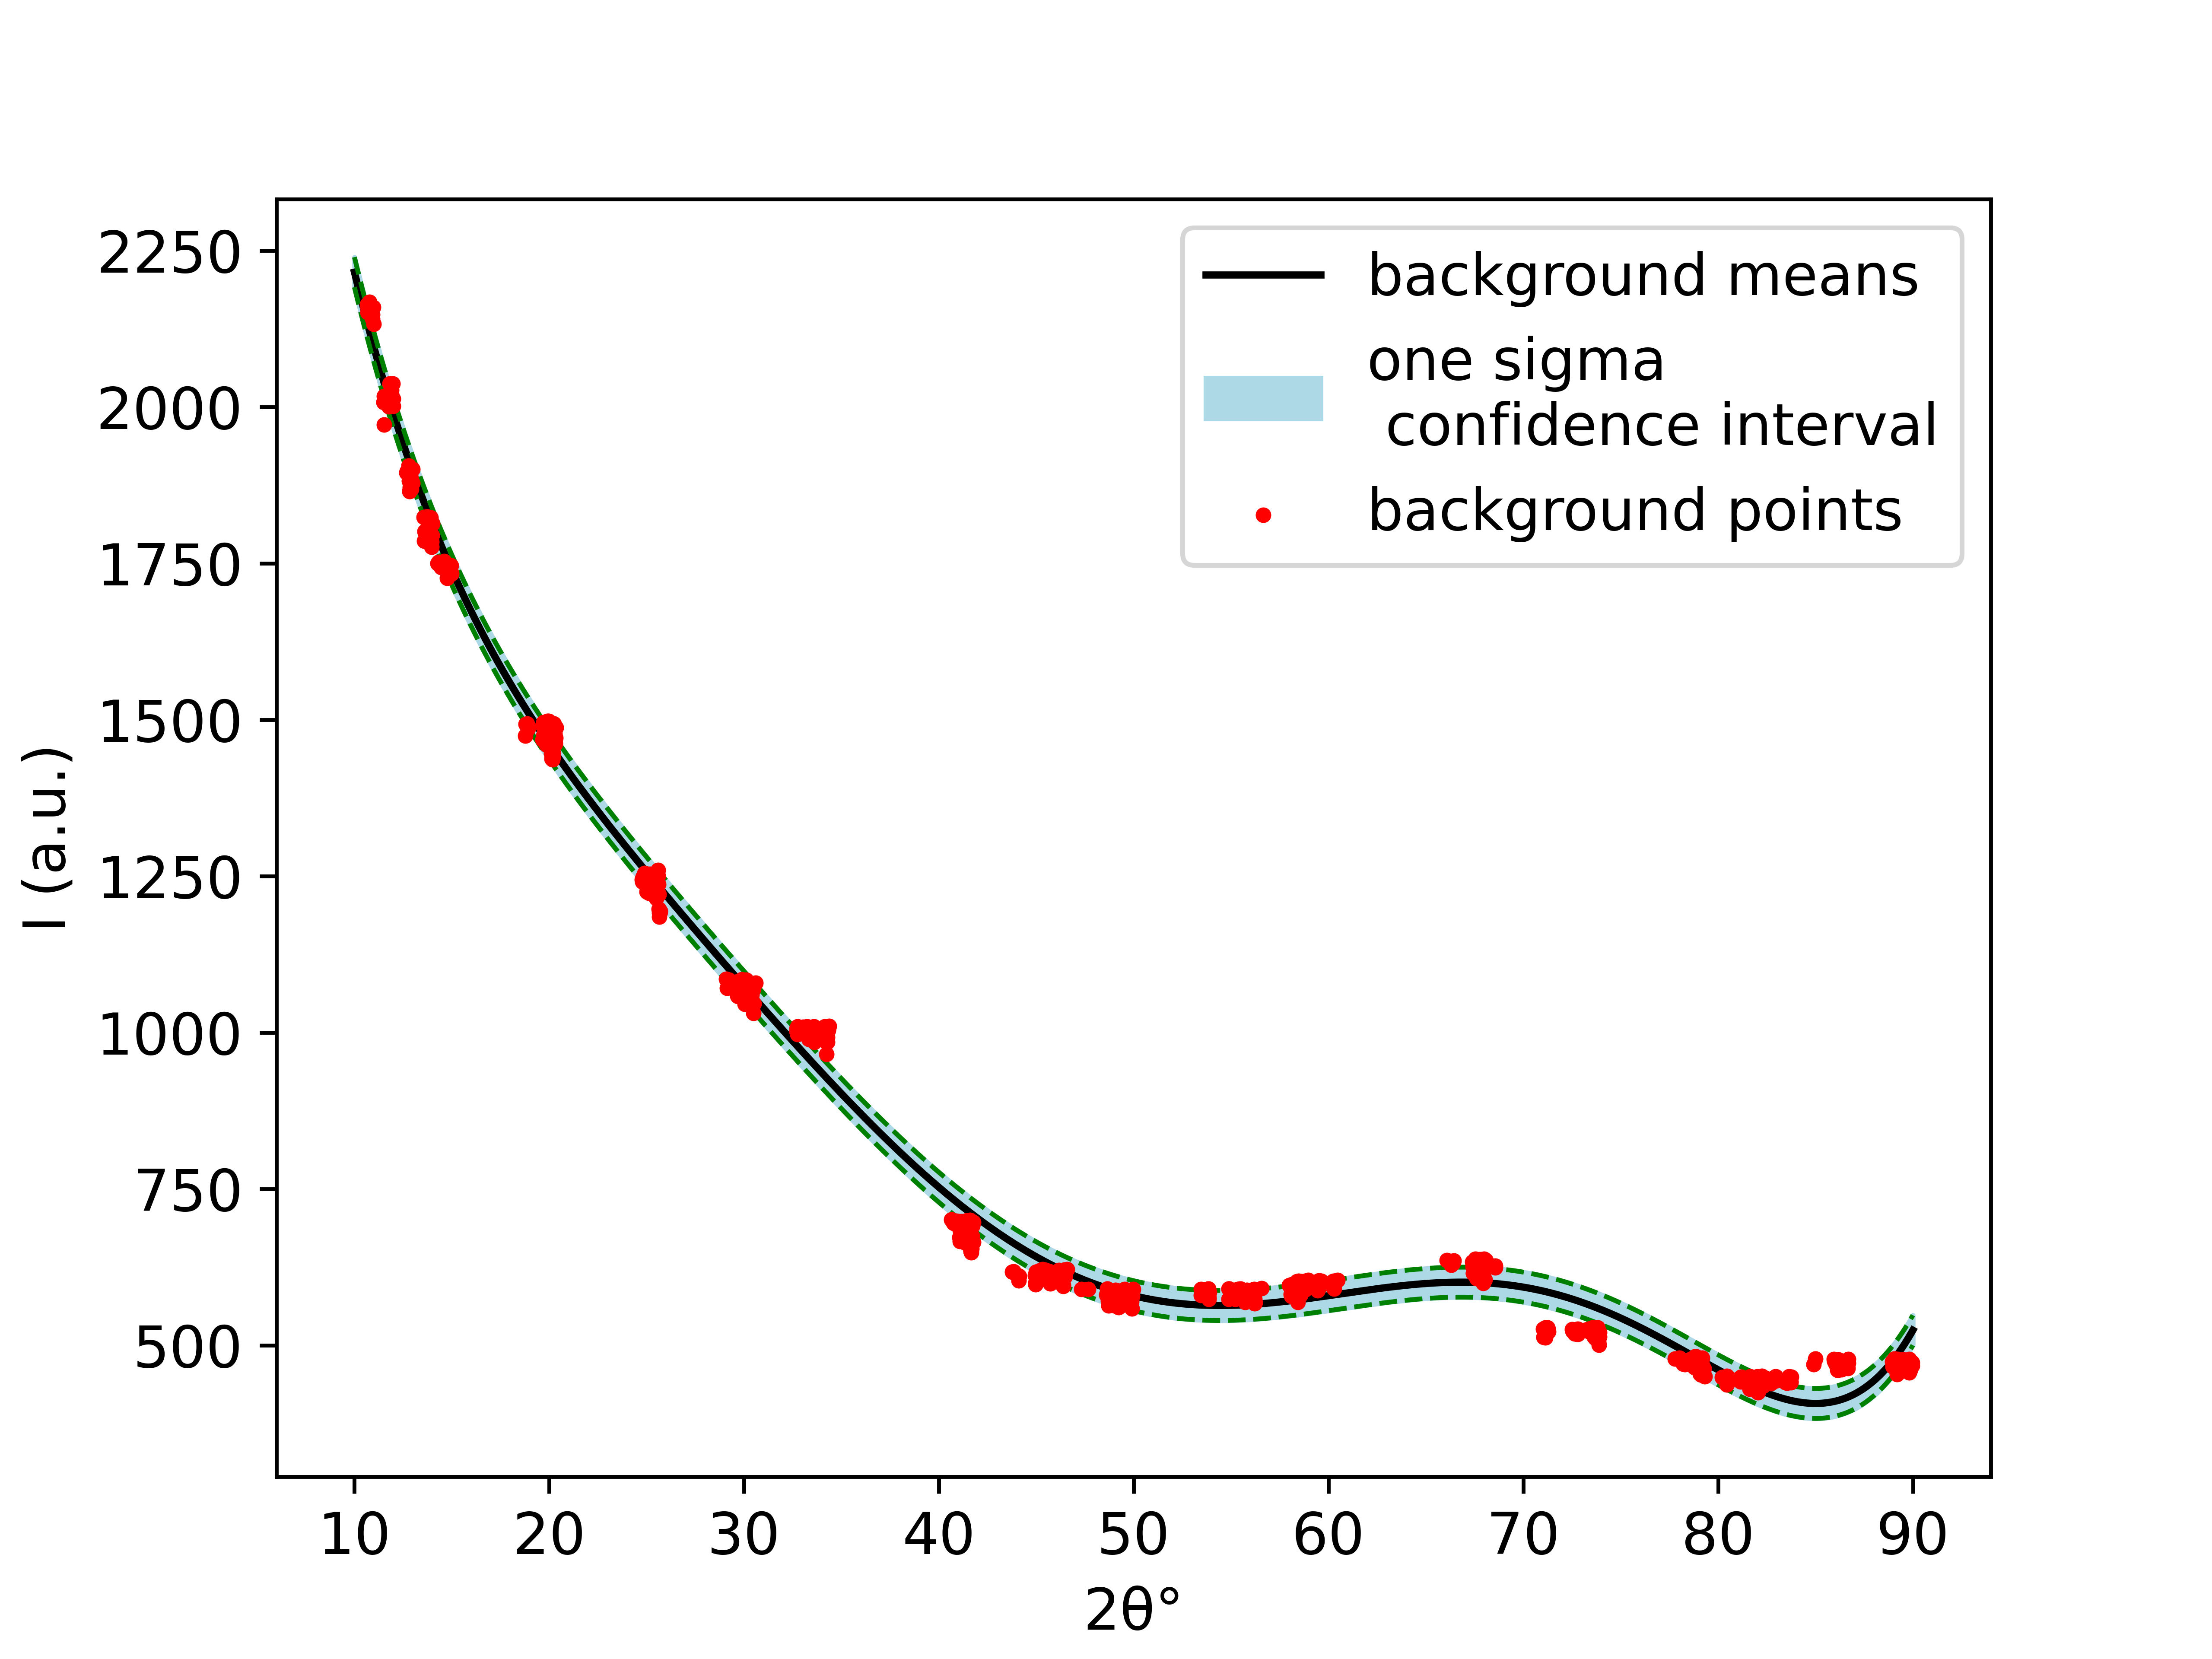 background means
one sigma
confidence interval
background points
I (a.u.)
2250
2000
1750
1500
1250
1000
750
500
10 20 30 40 50 60 70 80 90
2θ°